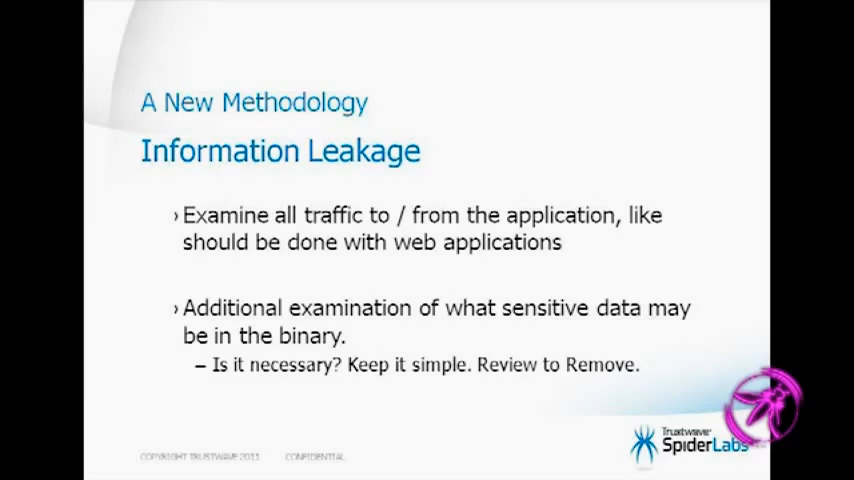 A New Methodology
Information Leakage
› Examine all traffic to / from the application, like
should be done with web applications
› Additional examination of what sensitive data may
be in the binary.
– Is it necessary? Keep it simple. Review to Remove.
Trustwave®
SpiderLabs
COPYRIGHT TRUSTWAVE 2011 CONFIDENTIAL